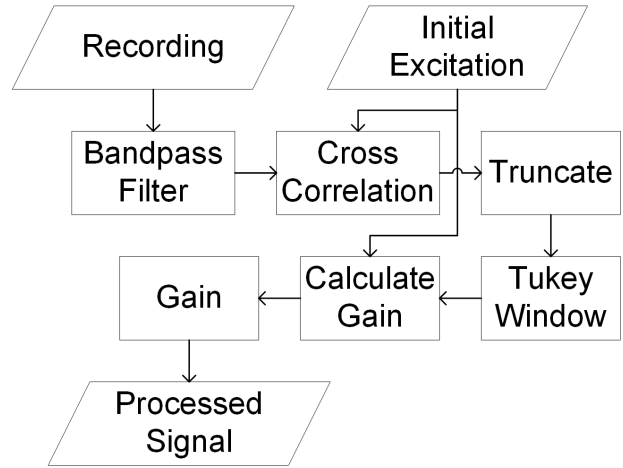 Recording
Initial
Excitation
Bandpass
Filter
Cross
Correlation
Truncate
Gain
Calculate
Gain
Tukey
Window
Processed
Signal